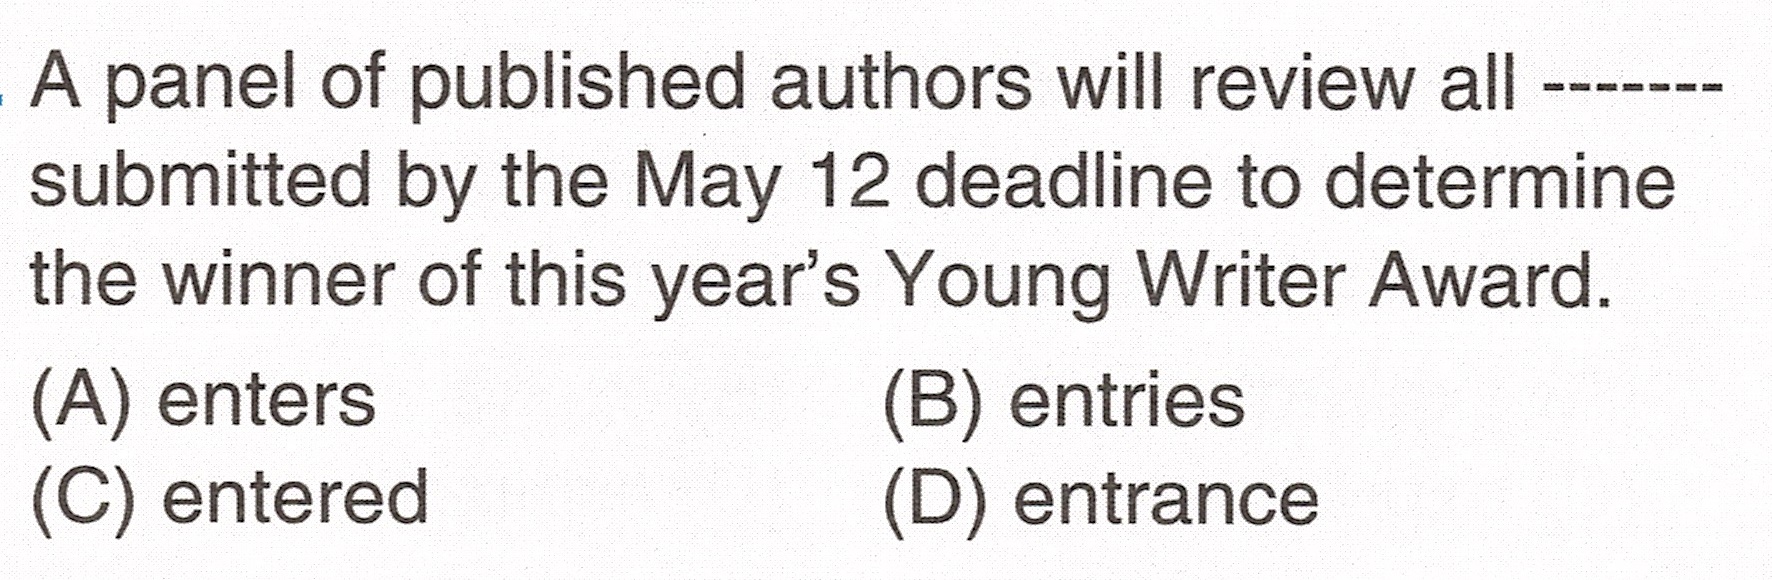 A panel of published authors will review all -------
submitted by the May 12 deadline to determine
the winner of this year's Young Writer Award.
(A) enters (B) entries
(C) entered (D) entrance